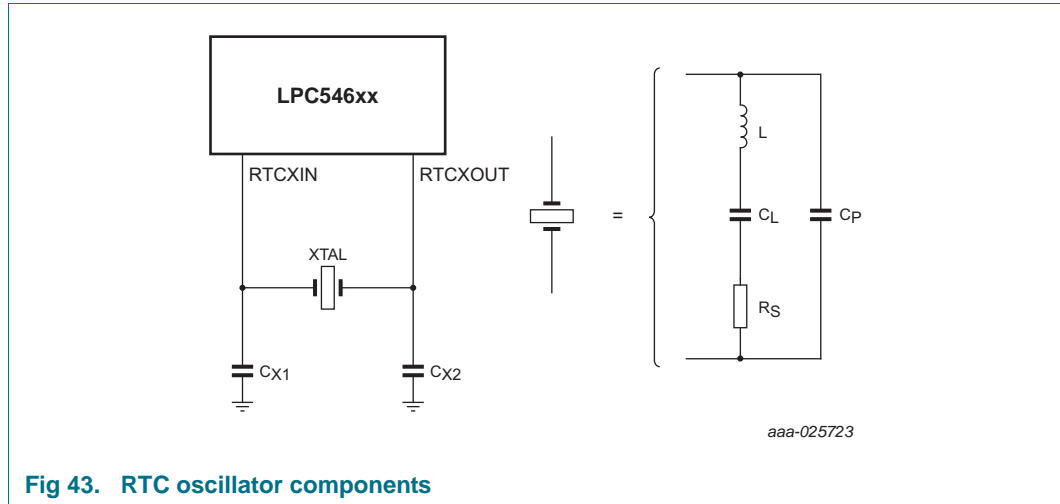 LPC546xx
RTCXIN
RTCXOUT
XTAL
CX1
CX2
=
L
CL
CP
RS
aaa-025723
Fig 43. RTC oscillator components